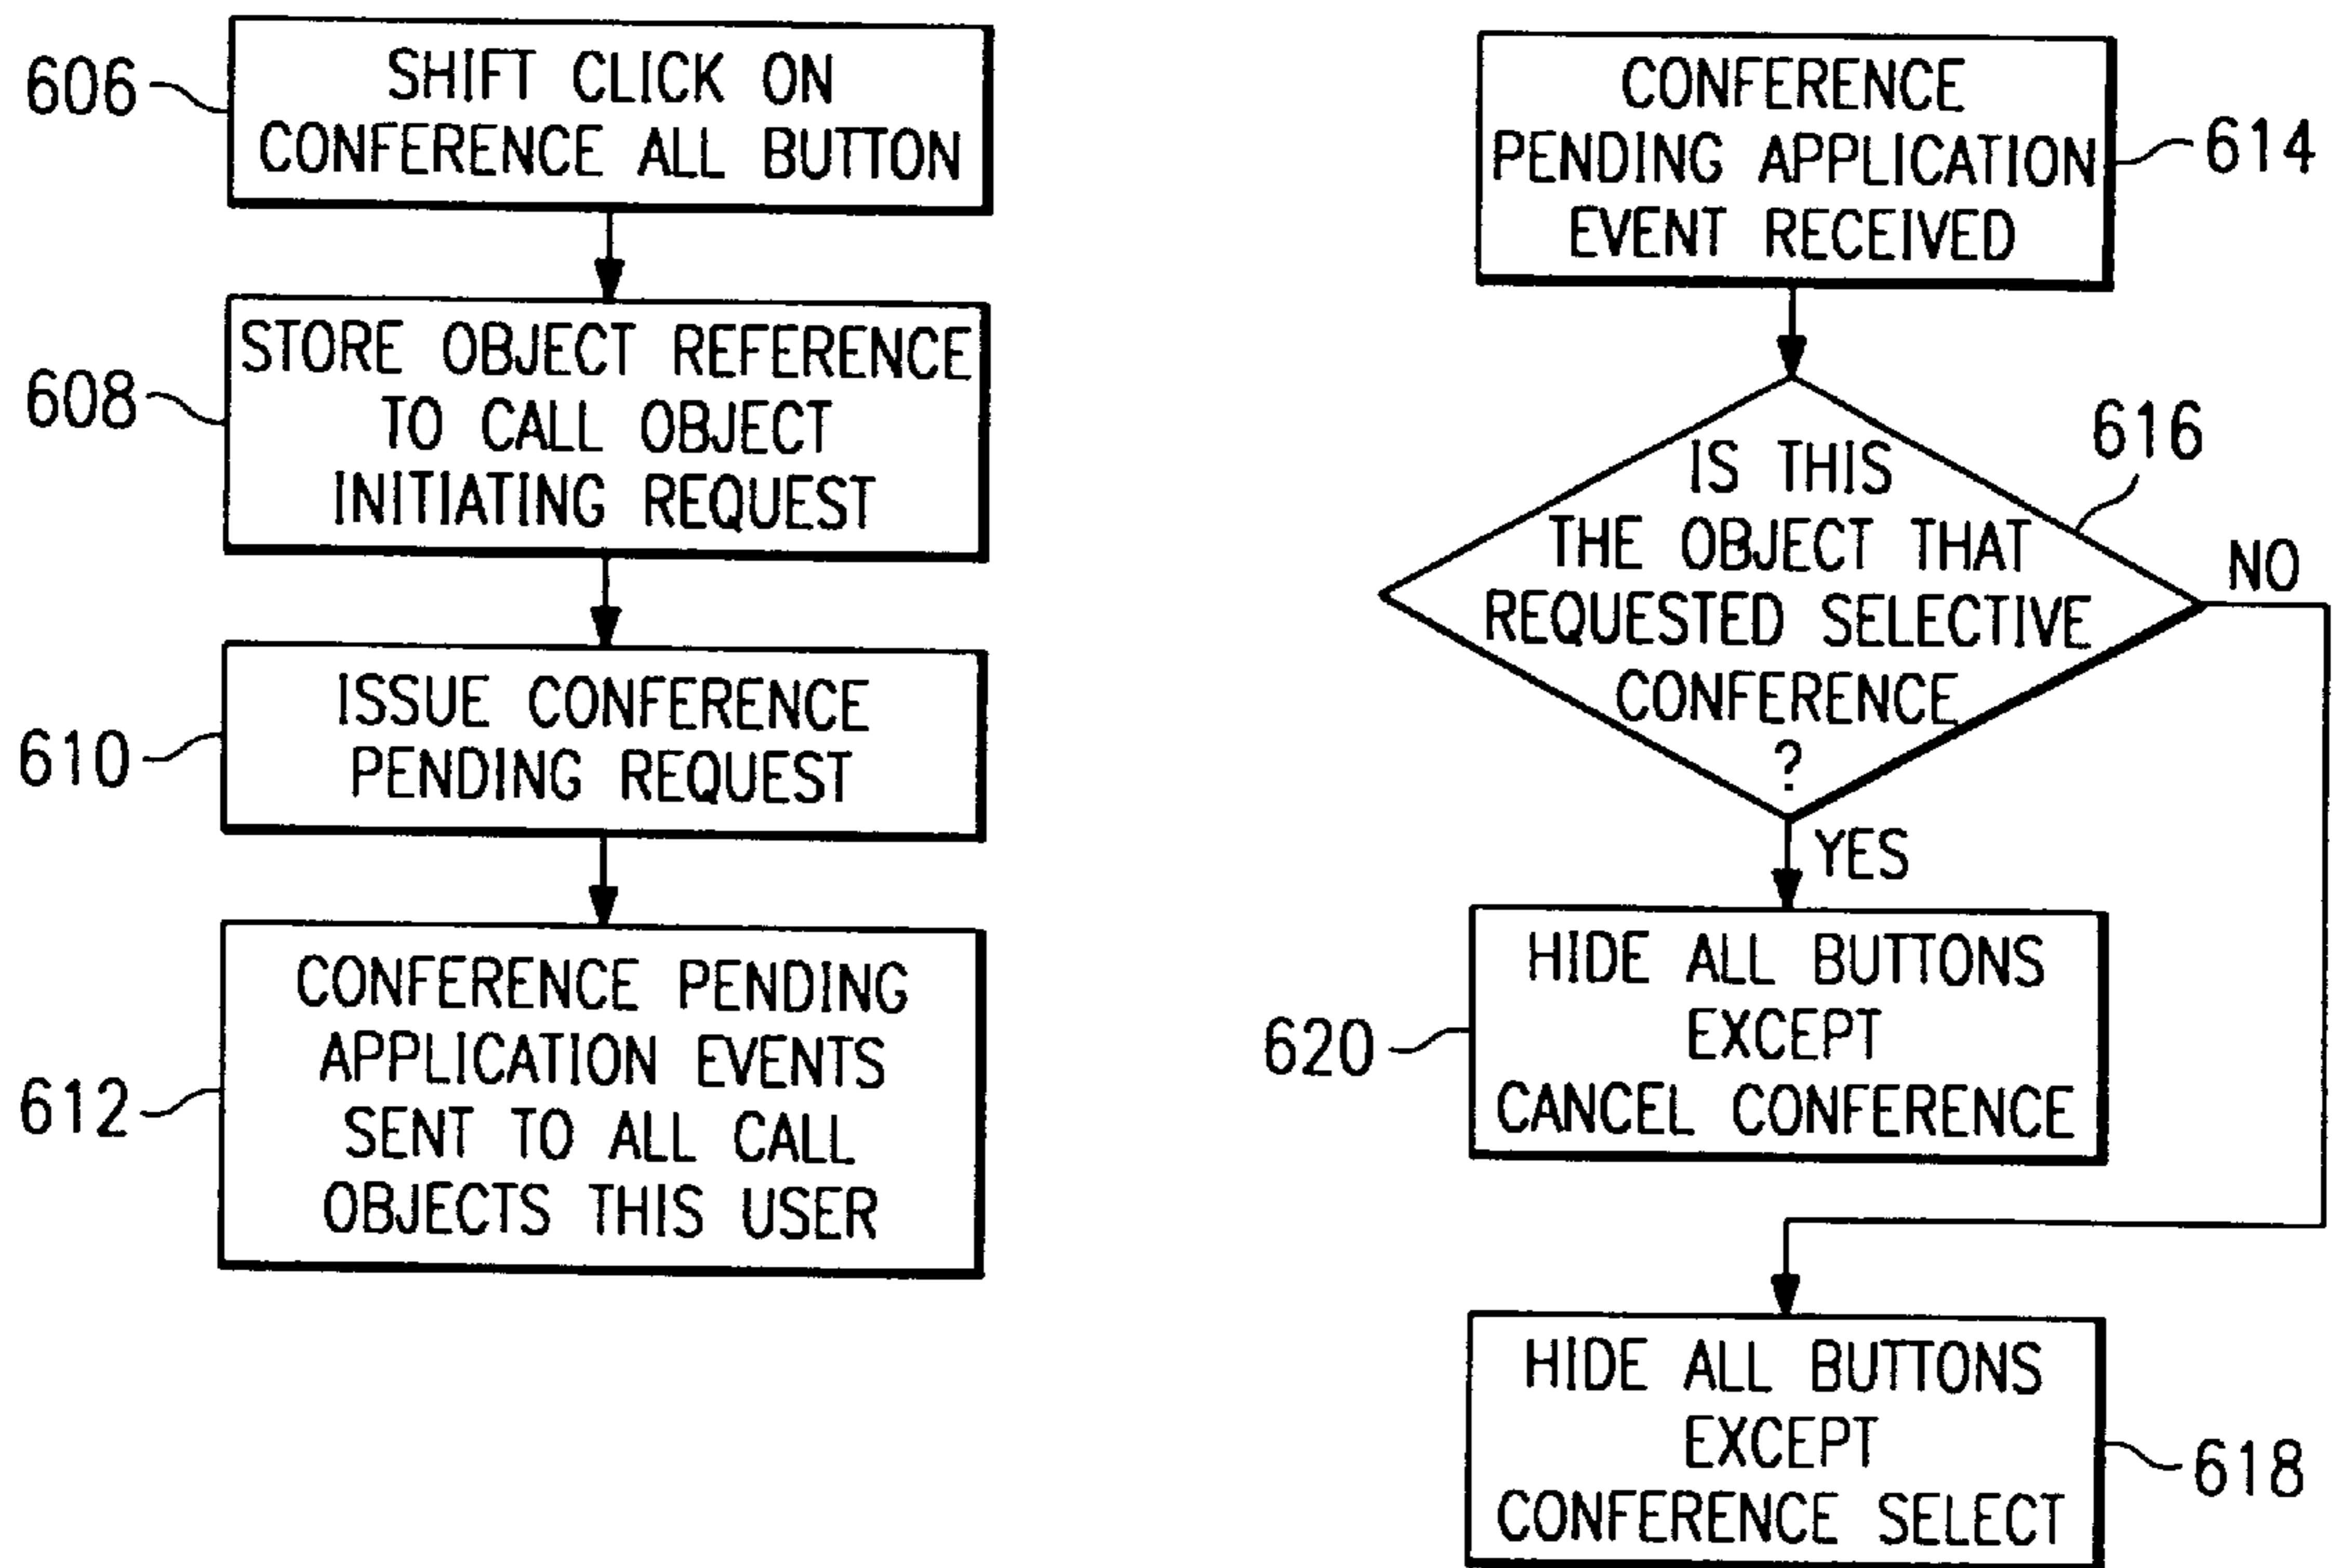 606
SHIFT CLICK ON
CONFERENCE ALL BUTTON
608
STORE OBJECT REFERENCE
TO CALL OBJECT
INITIATING REQUEST
610
ISSUE CONFERENCE
PENDING REQUEST
612
CONFERENCE PENDING
APPLICATION EVENTS
SENT TO ALL CALL
OBJECTS THIS USER
CONFERENCE
PENDING APPLICATION
EVENT RECEIVED
614
616
IS THIS
THE OBJECT THAT
REQUESTED SELECTIVE
CONFERENCE
?
NO
YES
620
HIDE ALL BUTTONS
EXCEPT
CANCEL CONFERENCE
HIDE ALL BUTTONS
EXCEPT
CONFERENCE SELECT
618